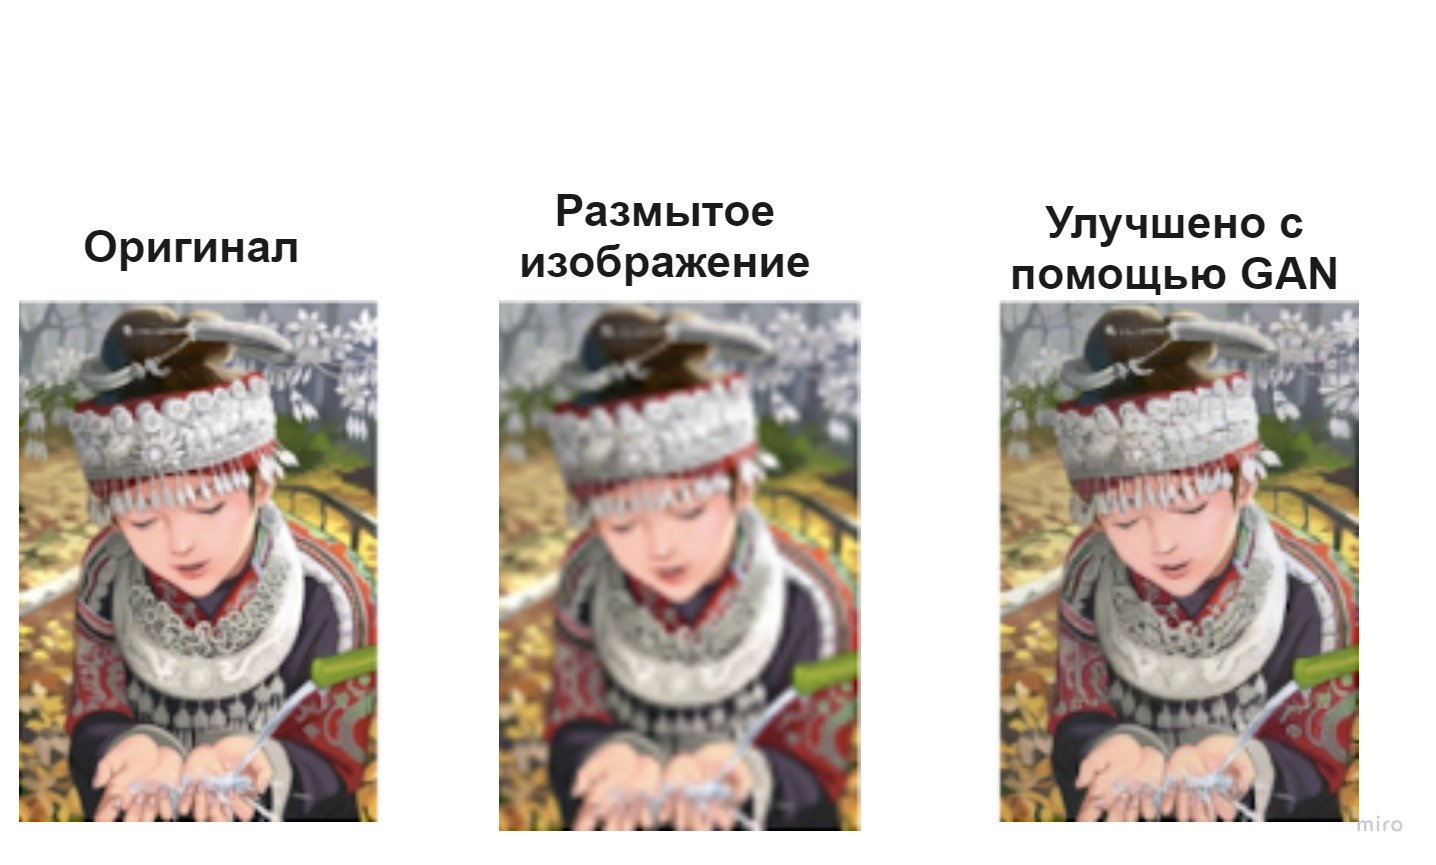 Оригинал
Размытое
изображение
Улучшено с
помощью GAN
miro